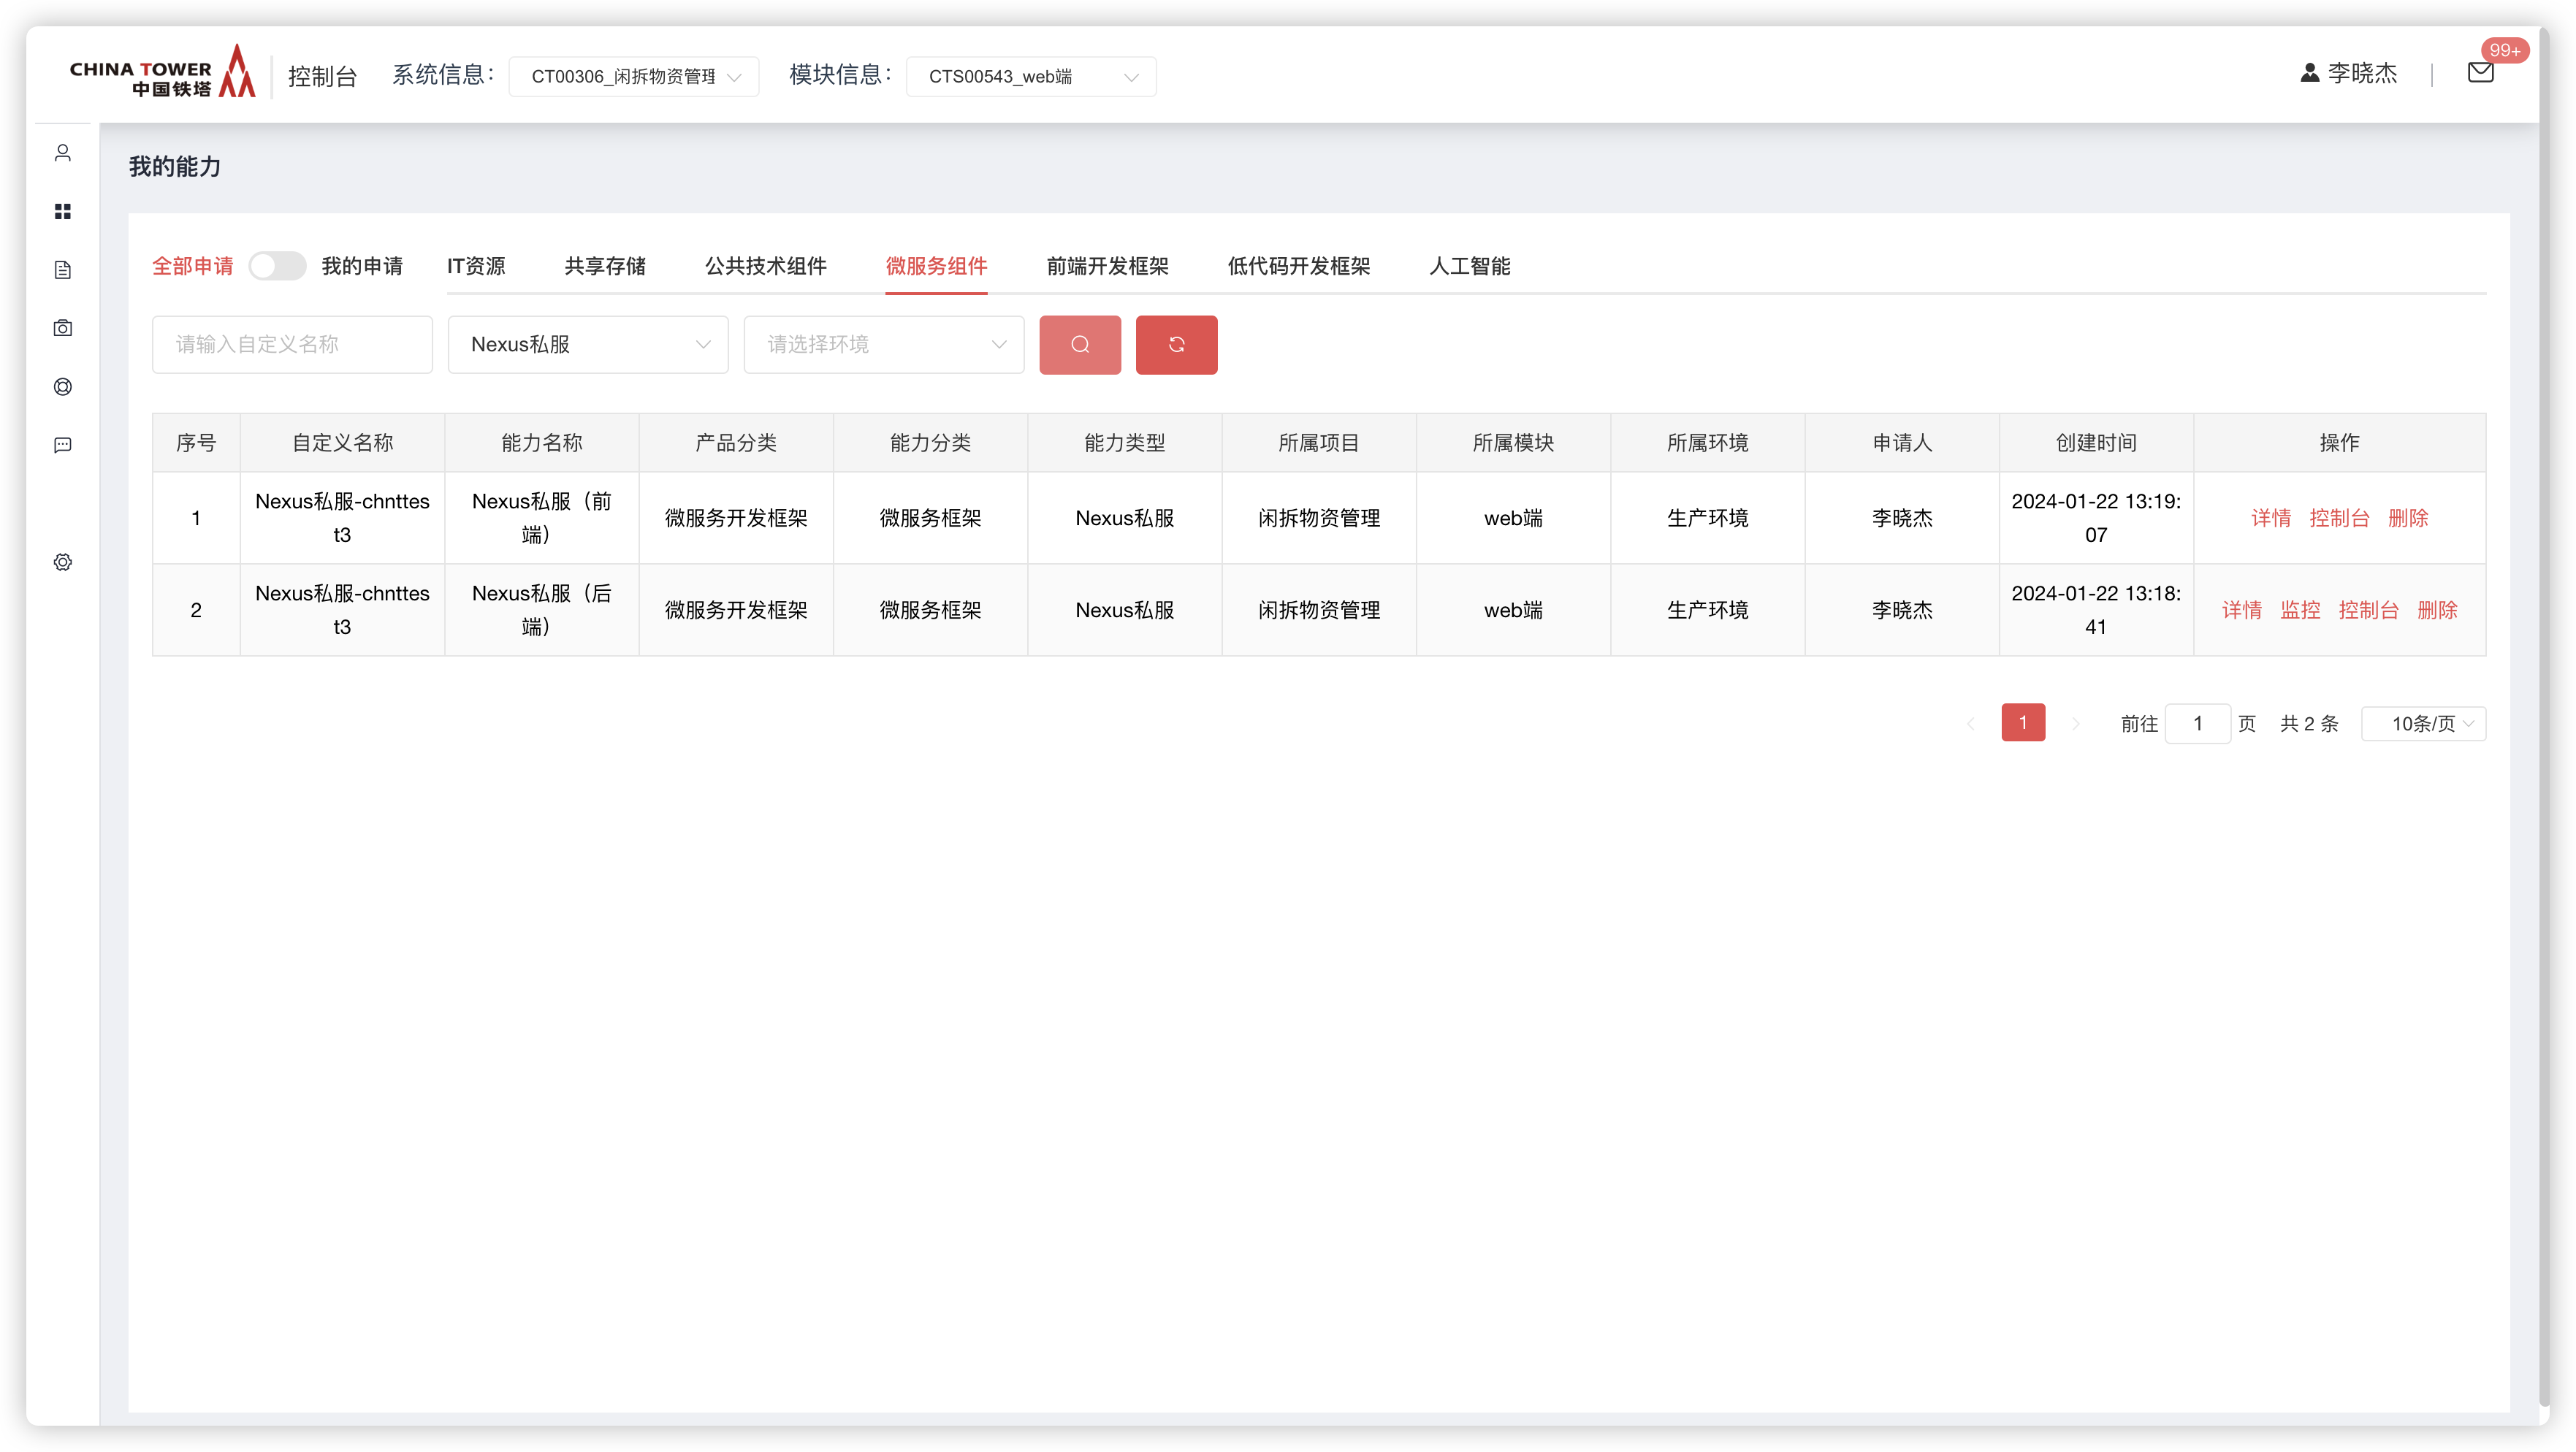 CHINA TOWER
中国铁塔
控制台
系统信息：
CT00306_闲拆物资管理
模块信息：
CTS00543_web端
李晓杰
99+
我的能力
全部申请
我的申请
IT资源
共享存储
公共技术组件
微服务组件
前端开发框架
低代码开发框架
人工智能
请输入自定义名称
Nexus私服
请选择环境
序号
自定义名称
能力名称
产品分类
能力分类
能力类型
所属项目
所属模块
所属环境
申请人
创建时间
操作
1
Nexus私服-chnttes
t3
Nexus私服（前
端）
微服务开发框架
微服务框架
Nexus私服
闲拆物资管理
web端
生产环境
李晓杰
2024-01-22 13:19:
07
详情 控制台 删除
2
Nexus私服-chnttes
t3
Nexus私服（后
端）
微服务开发框架
微服务框架
Nexus私服
闲拆物资管理
web端
生产环境
李晓杰
2024-01-22 13:18:
41
详情 监控 控制台 删除
1
前往 1 页
共 2 条
10条/页